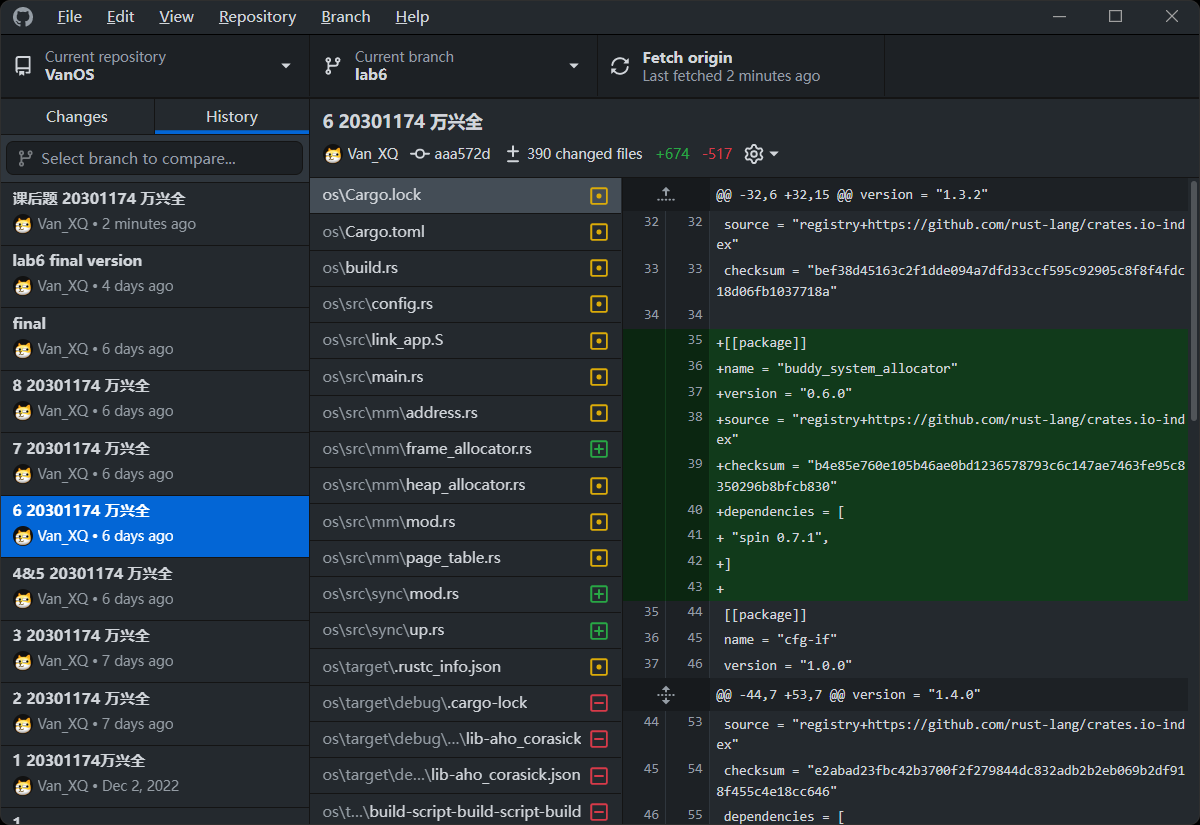 File Edit View Repository Branch Help
Current repository
VanOS
Current branch
lab6
Fetch origin
Last fetched 2 minutes ago
Changes
History
Select branch to compare...
课后题 20301174 万兴全
Van_XQ • 2 minutes ago
lab6 final version
Van_XQ • 4 days ago
final
Van_XQ • 6 days ago
8 20301174 万兴全
Van_XQ • 6 days ago
7 20301174 万兴全
Van_XQ • 6 days ago
6 20301174 万兴全
Van_XQ • 6 days ago
4&5 20301174 万兴全
Van_XQ • 6 days ago
3 20301174 万兴全
Van_XQ • 7 days ago
2 20301174 万兴全
Van_XQ • 7 days ago
1 20301174万兴全
Van_XQ • Dec 2, 2022
1
6 20301174 万兴全
Van_XQ aaa572d 390 changed files +674 -517
os\Cargo.lock
os\Cargo.toml
os\build.rs
os\src\config.rs
os\src\link_app.S
os\src\main.rs
os\src\mm\address.rs
os\src\mm\frame_allocator.rs
os\src\mm\heap_allocator.rs
os\src\mm\mod.rs
os\src\mm\page_table.rs
os\src\sync\mod.rs
os\src\sync\up.rs
os\target\.rustc_info.json
os\target\debug\.cargo-lock
os\target\debug\...\lib-aho_corasick
os\target\de...\lib-aho_corasick.json
os\t...\build-script-build-script-build
@@ -32,6 +32,15 @@ version = "1.3.2"
32 32 source = "registry+https://github.com/rust-lang/crates.io-ind
ex"
33 33 checksum = "bef38d45163c2f1dde094a7dfd33ccf595c92905c8f8f4fdc
18d06fb1037718a"
34 34
35 +[[package]]
36 +name = "buddy_system_allocator"
37 +version = "0.6.0"
38 +source = "registry+https://github.com/rust-lang/crates.io-ind
ex"
39 +checksum = "b4e85e760e105b46ae0bd1236578793c6c147ae7463fe95c8
350296b8bfcb830"
40 +dependencies = [
41 + "spin 0.7.1",
42 +]
43 +
35 44 [[package]]
36 45 name = "cfg-if"
37 46 version = "1.0.0"
@@ -44,7 +53,7 @@ version = "1.4.0"
44 53 source = "registry+https://github.com/rust-lang/crates.io-ind
ex"
45 54 checksum = "e2abad23fbc42b3700f2f279844dc832adb2b2eb069b2df91
8f455c4e18cc646"
46 55 dependencies = [